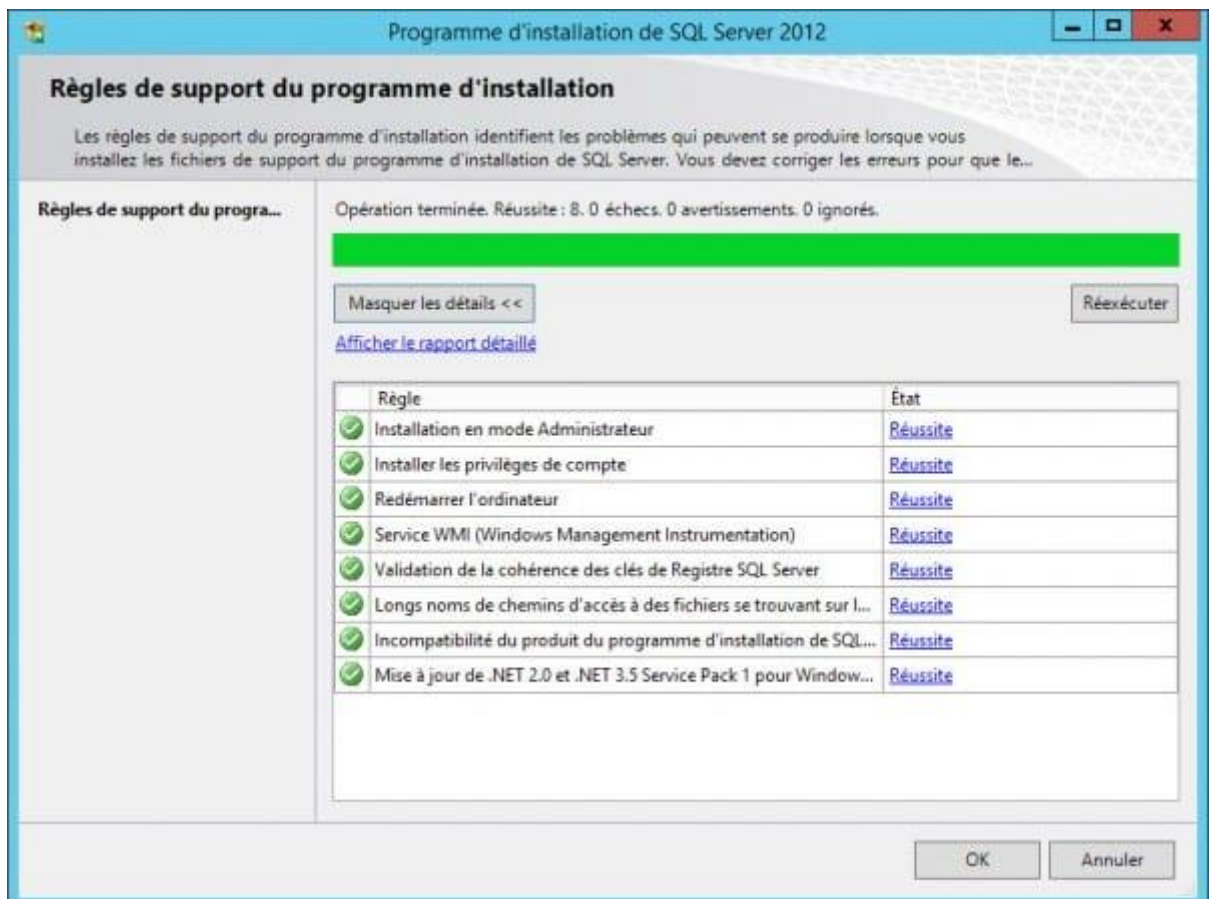 Programme d'installation de SQL Server 2012
Règles de support du programme d'installation
Les règles de support du programme d'installation identifient les problèmes qui peuvent se produire lorsque vous
installez les fichiers de support du programme d'installation de SQL Server. Vous devez corriger les erreurs pour que le...
Règles de support du progra...
Opération terminée. Réussite : 8. 0 échecs. 0 avertissements. 0 ignorés.
Masquer les détails <<
Réexécuter
Afficher le rapport détaillé
Règle État
Installation en mode Administrateur Réussite
Installer les privilèges de compte Réussite
Redémarrer l'ordinateur Réussite
Service WMI (Windows Management Instrumentation) Réussite
Validation de la cohérence des clés de Registre SQL Server Réussite
Longs noms de chemins d'accès à des fichiers se trouvant sur l... Réussite
Incompatibilité du produit du programme d'installation de SQL... Réussite
Mise à jour de .NET 2.0 et .NET 3.5 Service Pack 1 pour Window... Réussite
OK
Annuler